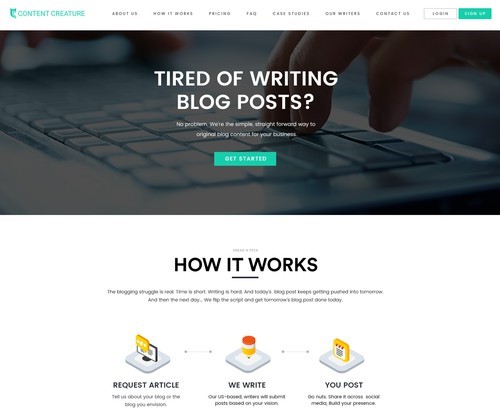 CONTENT CREATURE
ABOUT US HOW IT WORKS PRICING FAQ CASE STUDIES OUR WRITERS CONTACT US LOGIN SIGN UP
TIRED OF WRITING
BLOG POSTS?
No problem. We're the simple, straight forward way to
original blog content for your business.
GET STARTED
HOW IT WORKS
The blogging struggle is real. Time is short. Writing is hard. And today's blog post keeps getting pushed into tomorrow.
And then the next day... We flip the script and get tomorrow's blog post done today.
REQUEST ARTICLE WE WRITE YOU POST
Tell us about your blog or the Our US-based, writers will submit Go nuts. Share it across social
blog you envision. posts based on your vision. media, Build your presence.